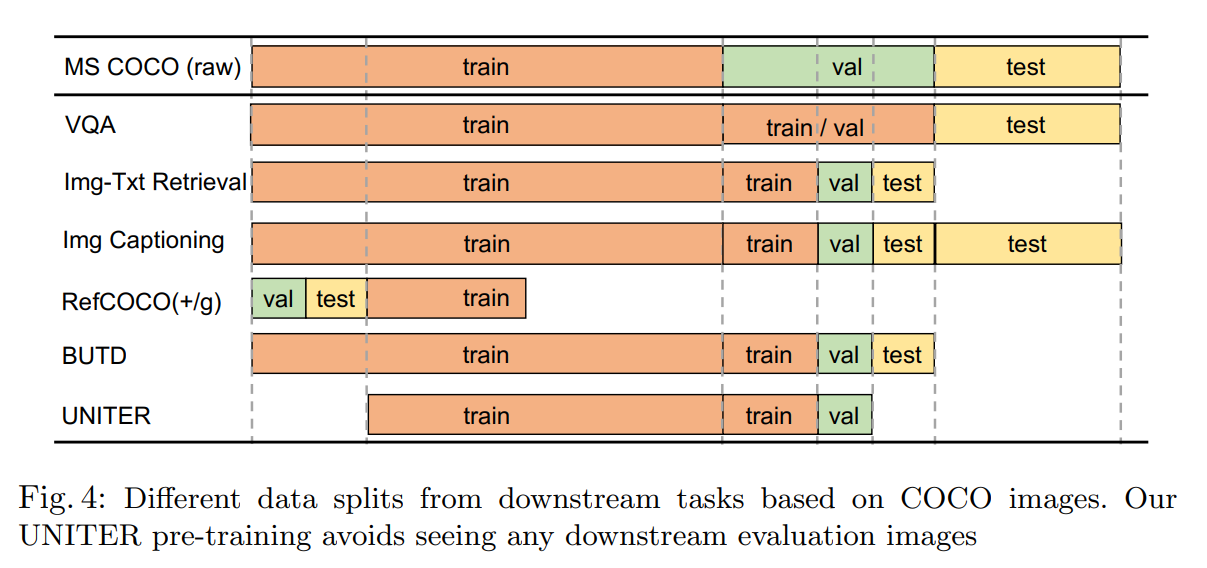 MS COCO (raw) train val test
VQA train / val test
Img-Txt Retrieval train train val test
Img Captioning train train val test test
RefCOCO(+/g) val test train
BUTD train train val test
UNITER train train val
Fig. 4: Different data splits from downstream tasks based on COCO images. Our
UNITER pre-training avoids seeing any downstream evaluation images